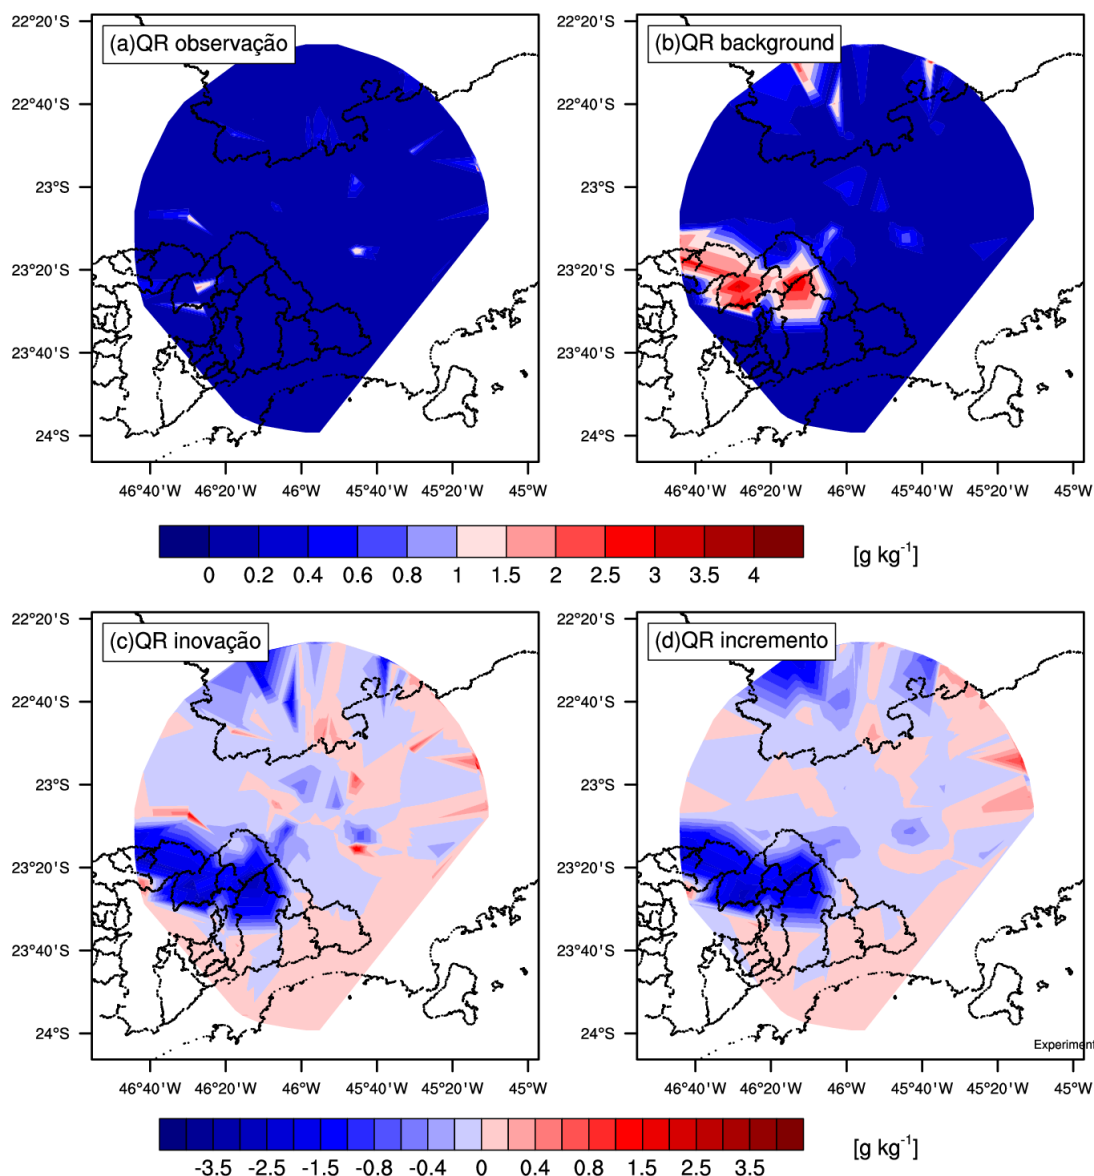 (a)QR observação
22°20'S
22°40'S
23°S
23°20'S
23°40'S
24°S
46°40'W 46°20'W 46°W 45°40'W 45°20'W 45°W
(b)QR background
22°20'S
22°40'S
23°S
23°20'S
23°40'S
24°S
46°40'W 46°20'W 46°W 45°40'W 45°20'W 45°W
0 0.2 0.4 0.6 0.8 1 1.5 2 2.5 3 3.5 4
[g kg⁻¹]
(c)QR inovação
22°20'S
22°40'S
23°S
23°20'S
23°40'S
24°S
46°40'W 46°20'W 46°W 45°40'W 45°20'W 45°W
(d)QR incremento
22°20'S
22°40'S
23°S
23°20'S
23°40'S
24°S
Experiment
46°40'W 46°20'W 46°W 45°40'W 45°20'W 45°W
-3.5 -2.5 -1.5 -0.8 -0.4 0 0.4 0.8 1.5 2.5 3.5
[g kg⁻¹]